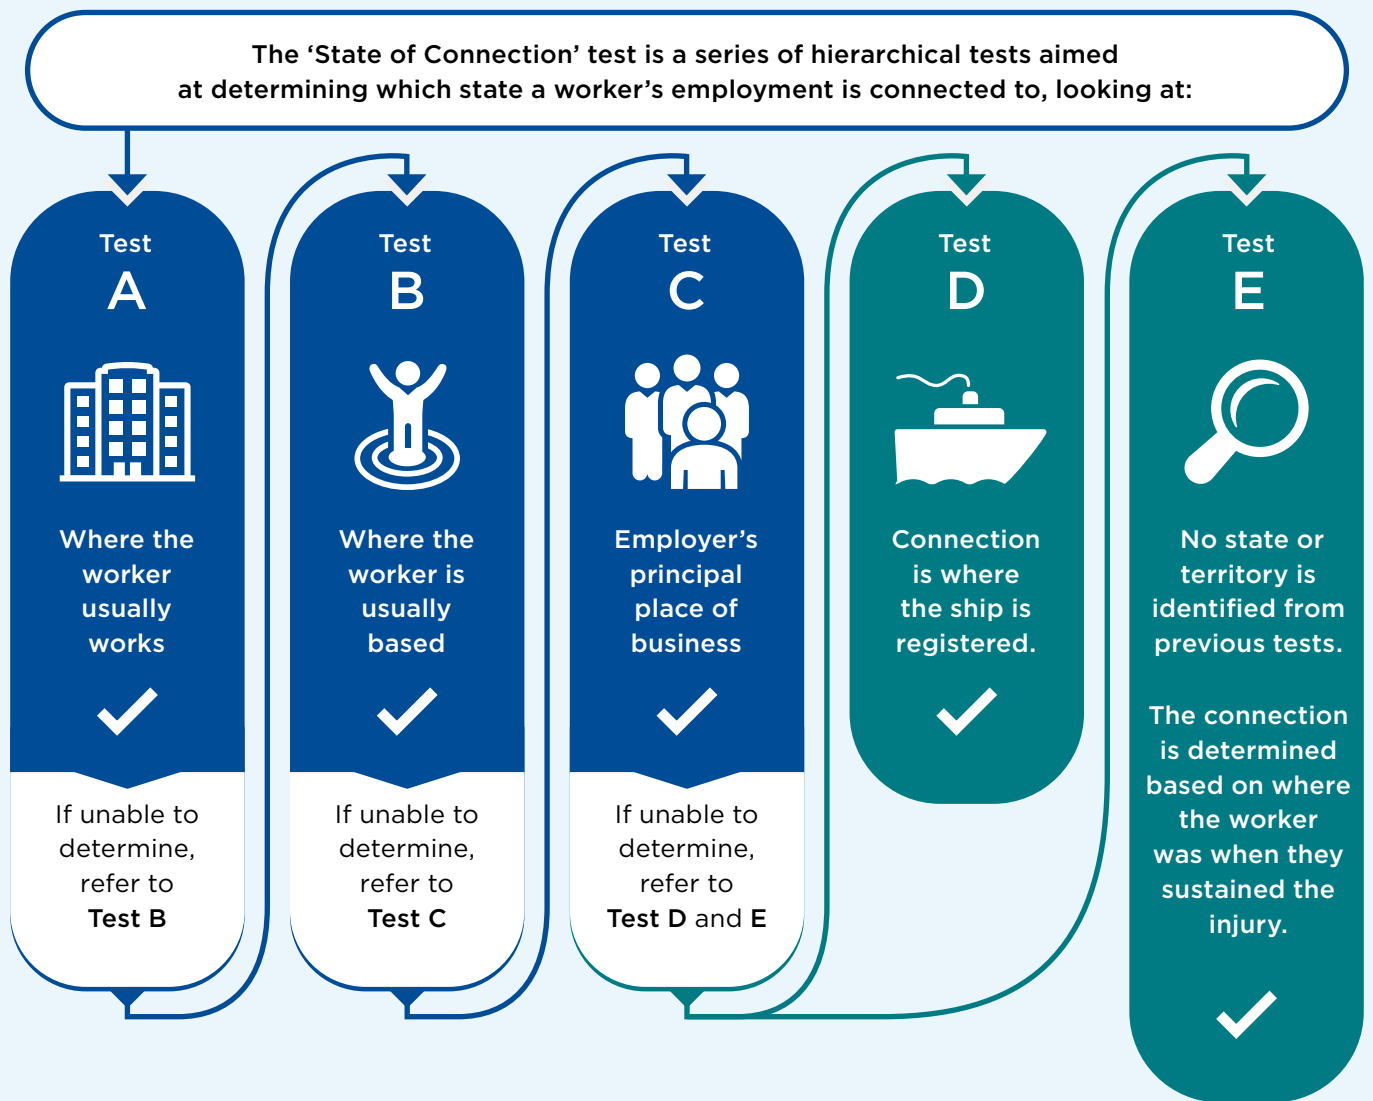 The ‘State of Connection’ test is a series of hierarchical tests aimed
at determining which state a worker’s employment is connected to, looking at:
Test
A
Where the
worker
usually
works
If unable to
determine,
refer to
Test B
Test
B
Where the
worker is
usually
based
If unable to
determine,
refer to
Test C
Test
C
Employer’s
principal
place of
business
If unable to
determine,
refer to
Test D and E
Test
D
Connection
is where
the ship is
registered.
Test
E
No state or
territory is
identified from
previous tests.
The connection
is determined
based on where
the worker
was when they
sustained the
injury.